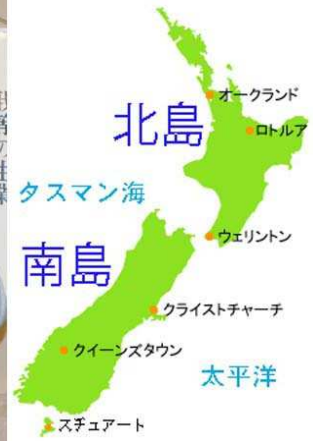 オークランド
北島
ロトルア
タスマン海
ウェリントン
南島
クライストチャーチ
クイーンズタウン
太平洋
スチュアート